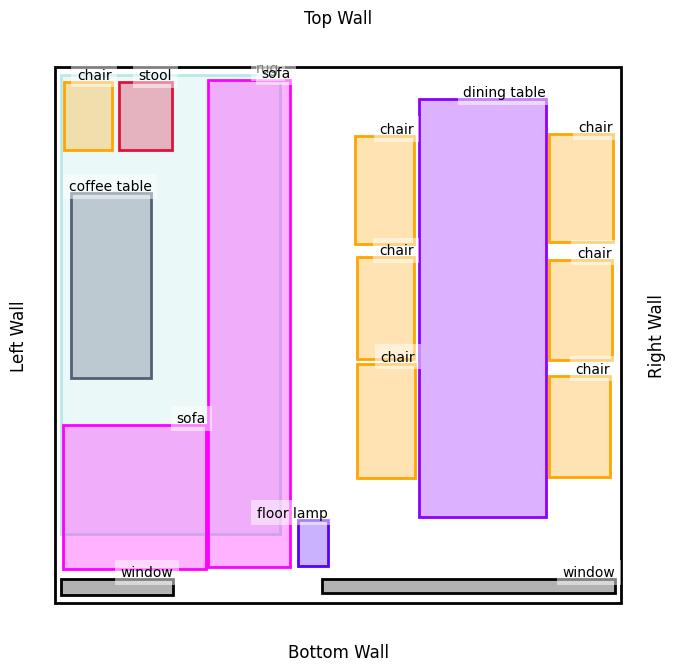 Top Wall
rug
sofa
chair
stool
dining table
chair
chair
coffee table
chair
chair
Left Wall
Right Wall
chair
chair
sofa
floor lamp
window
window
Bottom Wall